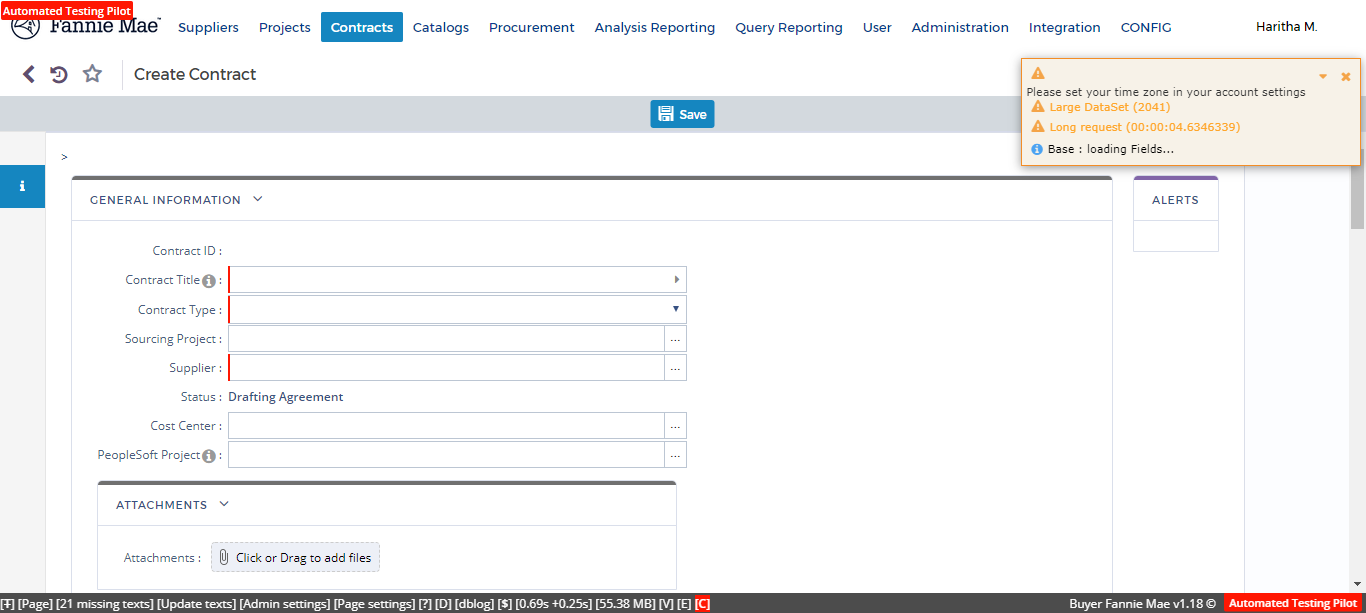 Automated Testing Pilot
Fannie Mae™ Suppliers Projects Contracts Catalogs Procurement Analysis Reporting Query Reporting User Administration Integration CONFIG Haritha M.
Create Contract
Please set your time zone in your account settings
Large DataSet (2041)
Long request (00:00:04.6346339)
Base : loading Fields...
Save
>
GENERAL INFORMATION
ALERTS
Contract ID :
Contract Title :
Contract Type :
Sourcing Project : ...
Supplier : ...
Status : Drafting Agreement
Cost Center : ...
PeopleSoft Project : ...
ATTACHMENTS
Attachments : Click or Drag to add files
[Ŧ] [Page] [21 missing texts] [Update texts] [Admin settings] [Page settings] [?] [D] [dblog] [$] [0.69s +0.25s] [55.38 MB] [V] [E] [C] Buyer Fannie Mae v1.18 © Automated Testing Pilot